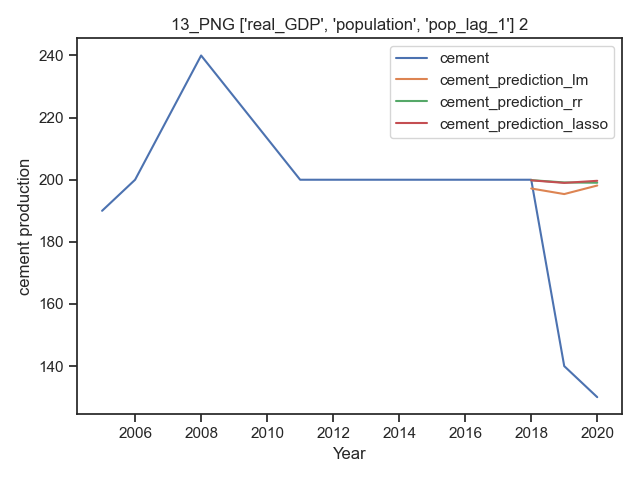 13_PNG ['real_GDP', 'population', 'pop_lag_1'] 2
cement
cement_prediction_lm
cement_prediction_rr
cement_prediction_lasso
240
220
200
180
160
140
cement production
2006
2008
2010
2012
2014
2016
2018
2020
Year